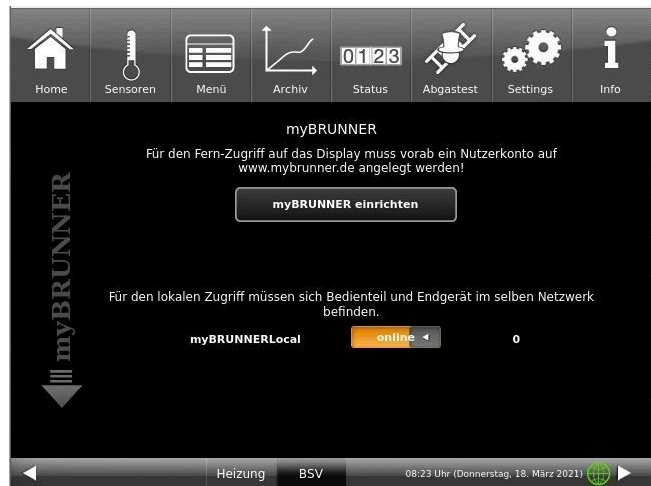 Home Sensoren Menü Archiv 0123 Status Abgastest Settings Info
myBRUNNER
Für den Fern-Zugriff auf das Display muss vorab ein Nutzerkonto auf
www.mybrunner.de angelegt werden!
myBRUNNER einrichten
myBRUNNER
Für den lokalen Zugriff müssen sich Bedienteil und Endgerät im selben Netzwerk
befinden.
myBRUNNERLocal online 0
Heizung BSV 08:23 Uhr (Donnerstag, 18. März 2021)